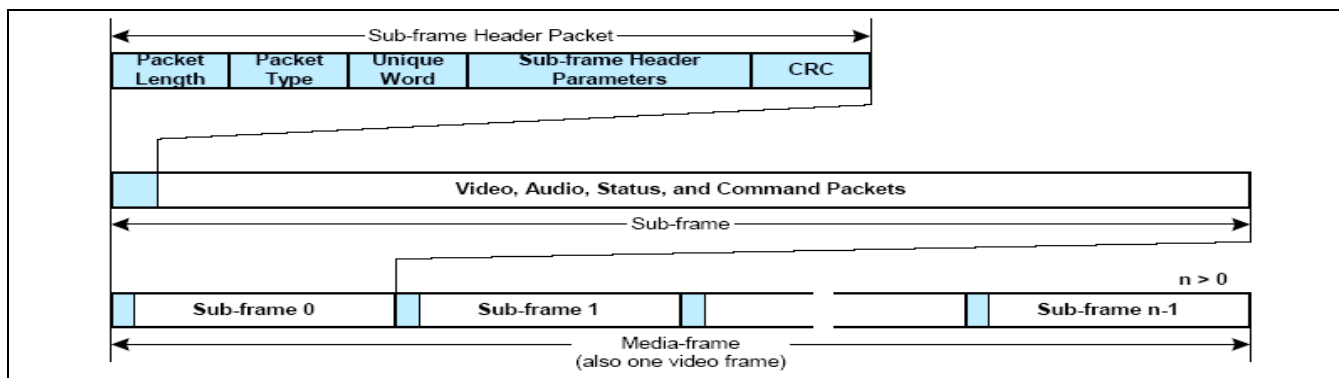 Sub-frame Header Packet
Packet Length
Packet Type
Unique Word
Sub-frame Header Parameters
CRC
Video, Audio, Status, and Command Packets
Sub-frame
n > 0
Sub-frame 0
Sub-frame 1
Sub-frame n-1
Media-frame
(also one video frame)